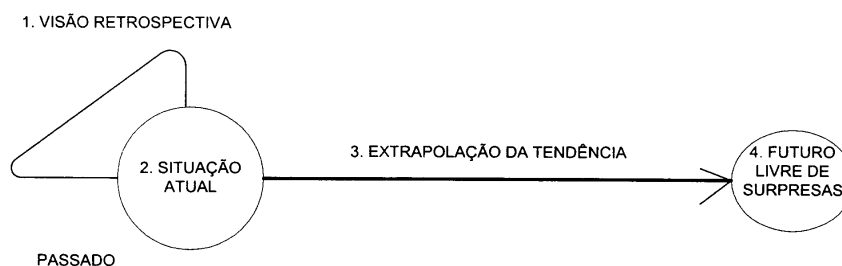 1. VISÃO RETROSPECTIVA
3. EXTRAPOLAÇÃO DA TENDÊNCIA
2. SITUAÇÃO
ATUAL
4. FUTURO
LIVRE DE
SURPRESAS
PASSADO